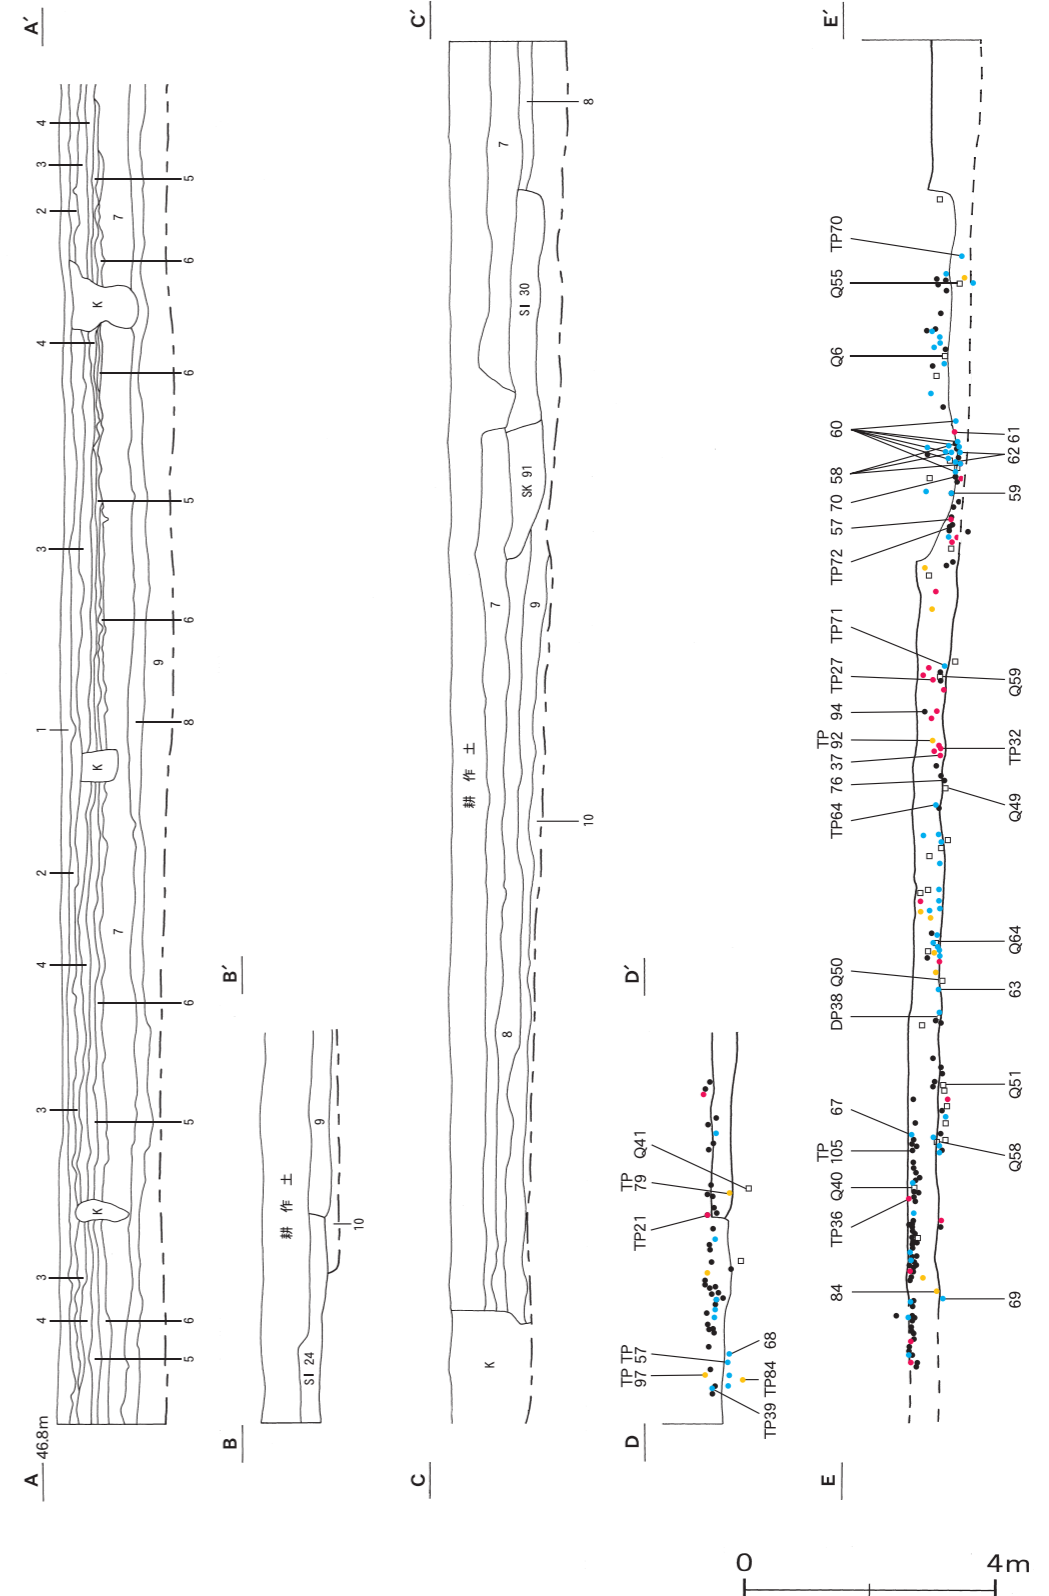 A 46.8m
A′
1
2
2
3
3
3
3
4
4
4
4
5
5
5
5
6
6
6
6
6
7
7
8
9
K
K
K
B
B′
耕作土
9
10
SI 24
C
C′
耕作土
7
7
8
8
9
10
SI 30
SK 91
K
D
D′
TP 97
TP 57
TP21
TP 79
Q41
TP39
TP84
68
E
E′
84
TP36
Q40
TP 105
67
DP38
Q50
TP64
76
37
TP 92
94
TP27
TP71
TP72
57
70
58
60
Q6
Q55
TP70
69
Q58
Q51
63
Q64
Q49
TP32
Q59
59
62
61
0 4m